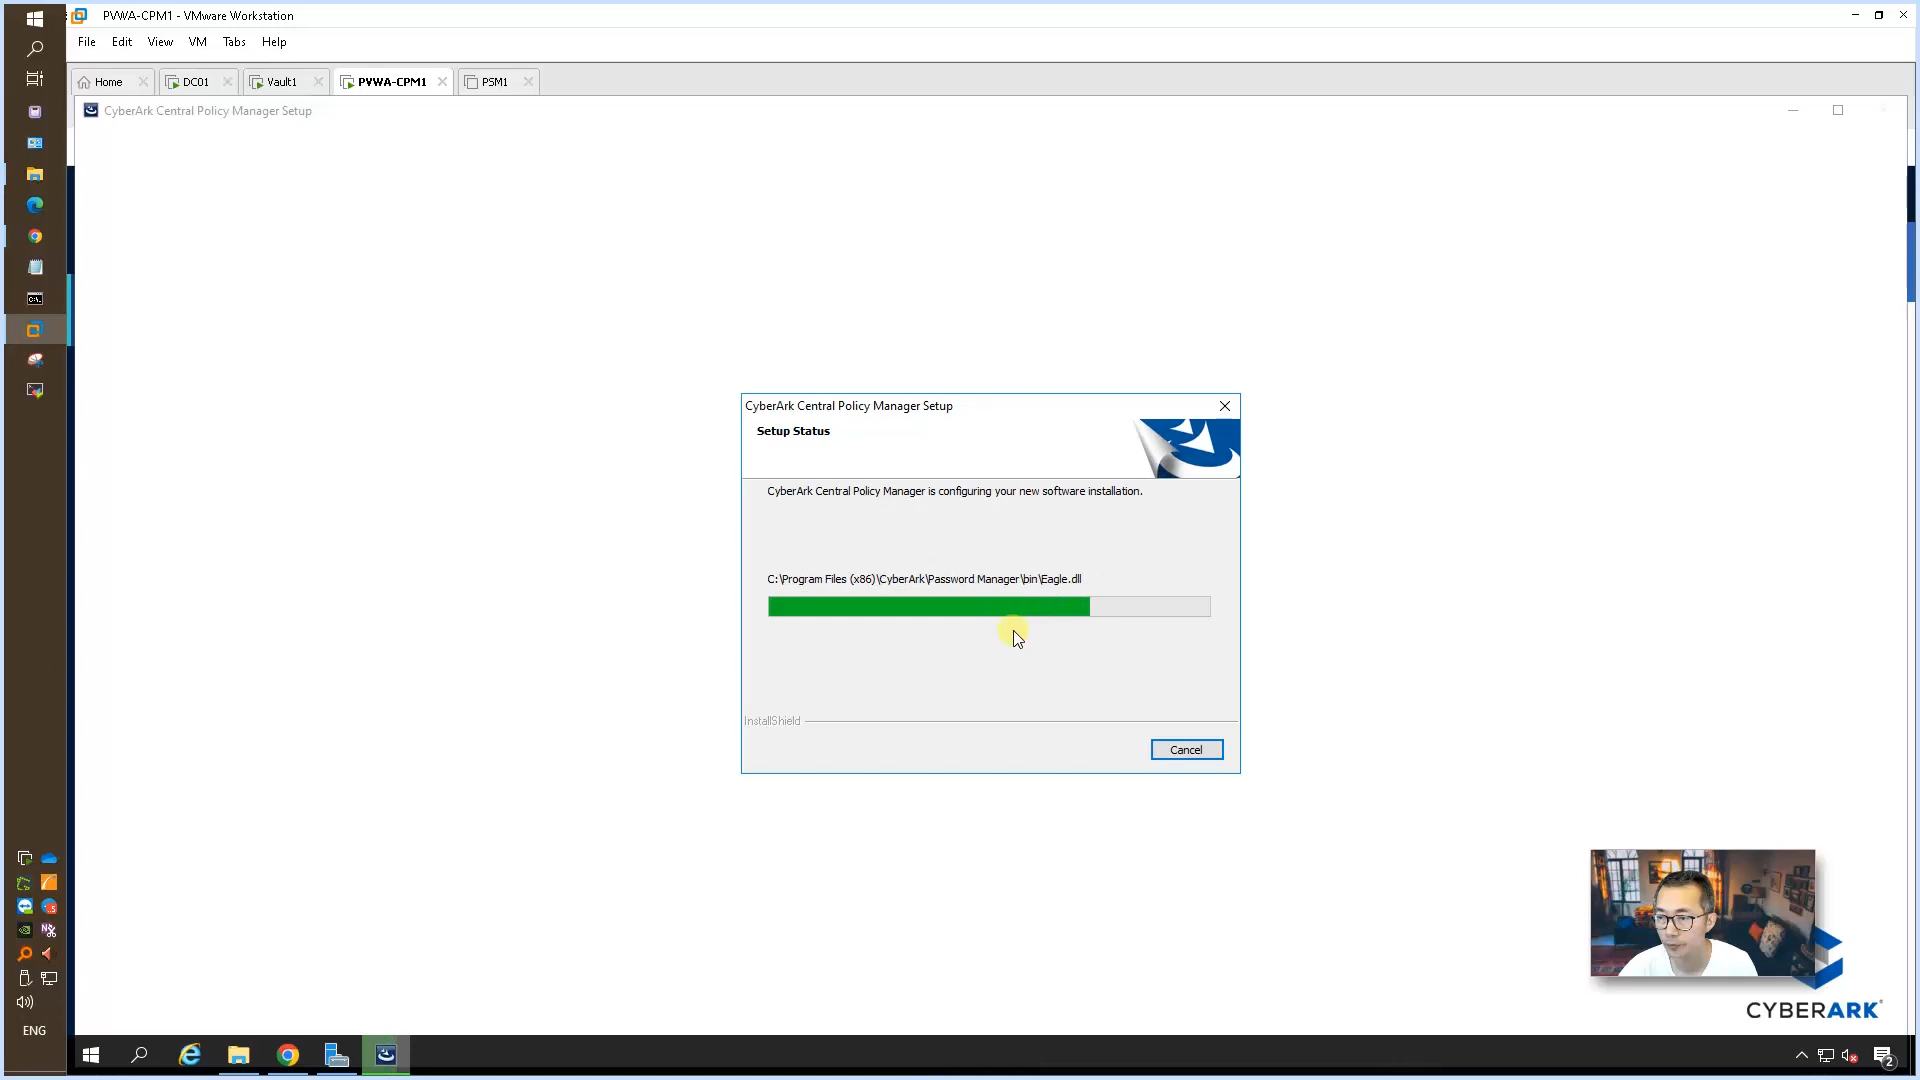 PVWA-CPM1 - VMware Workstation
File Edit View VM Tabs Help
Home DC01 Vault1 PVWA-CPM1 PSM1
CyberArk Central Policy Manager Setup
CyberArk Central Policy Manager Setup
Setup Status
CyberArk Central Policy Manager is configuring your new software installation.
C:\Program Files (x86)\CyberArk\Password Manager\bin\Eagle.dll
InstallShield
Cancel
CYBERARK
ENG
2